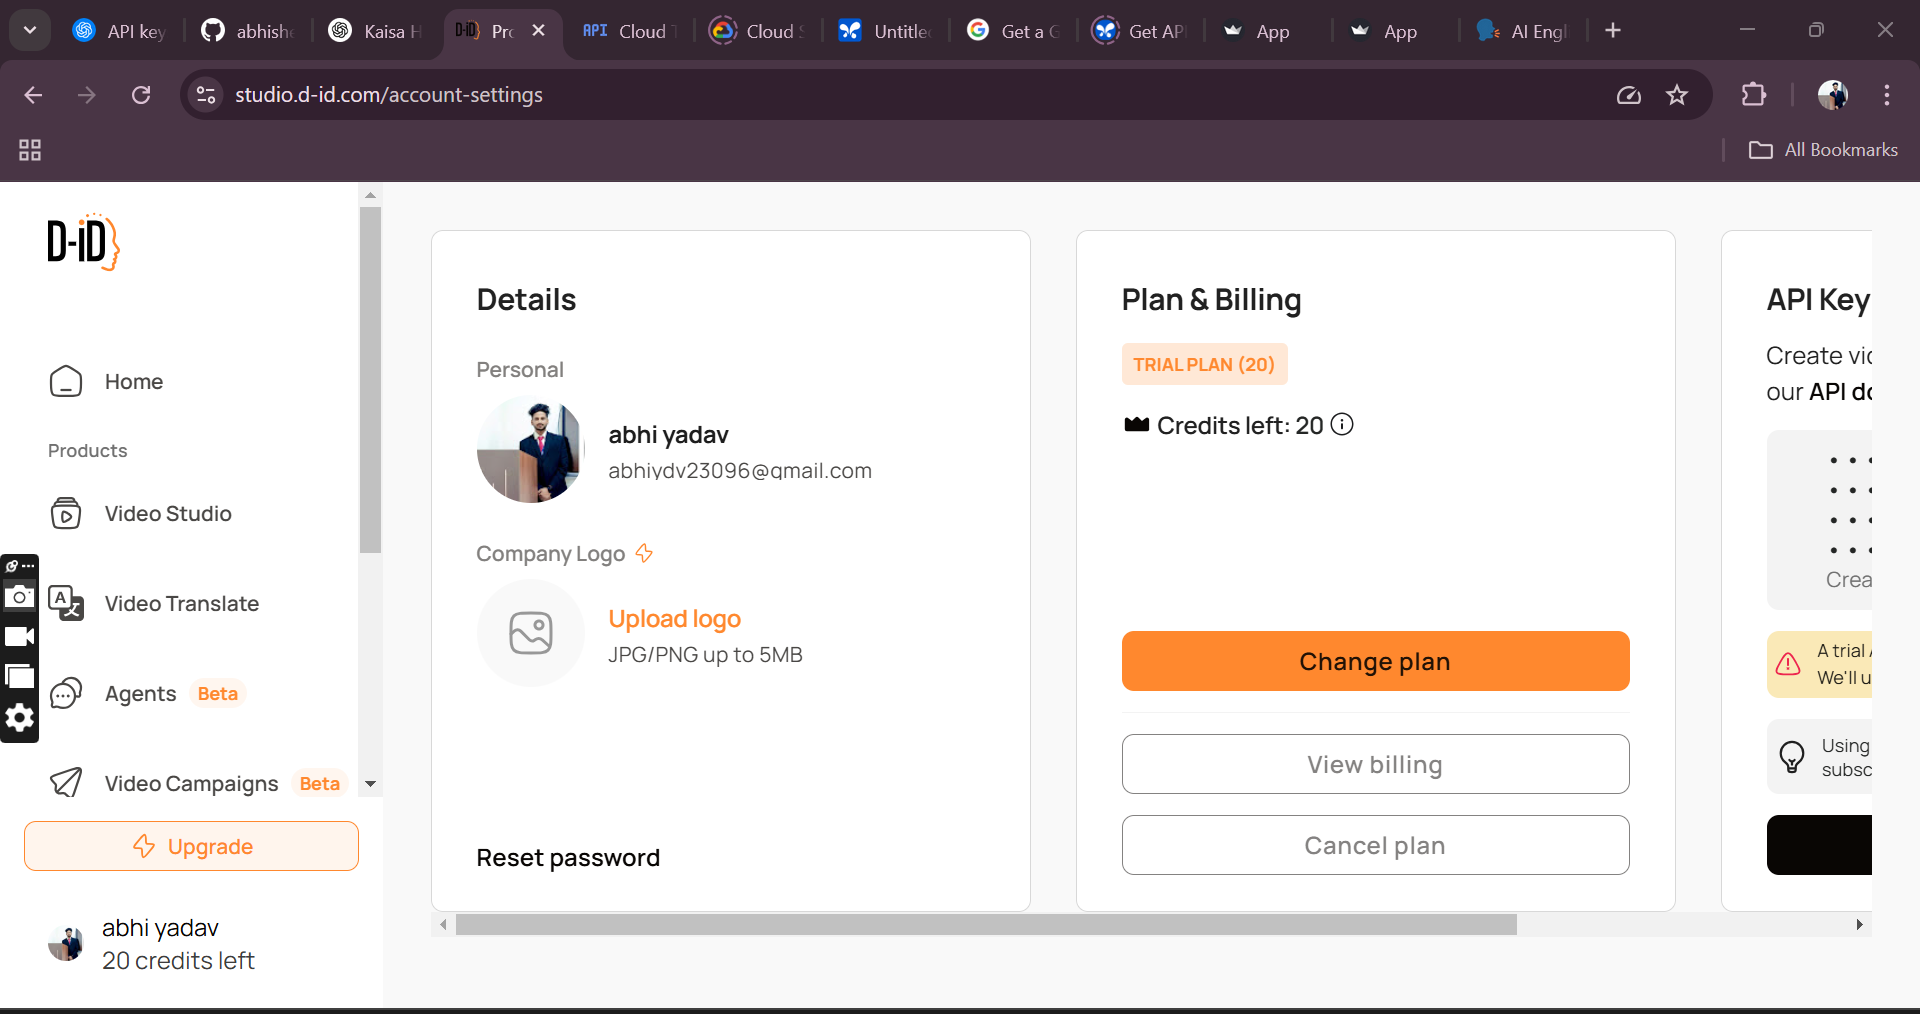 API key
abhishe
Kaisa H
Pro
Cloud T
Cloud S
Untitle
Get a G
Get API
App
App
AI Engl
studio.d-id.com/account-settings
All Bookmarks
D-iD
Home
Products
Video Studio
Video Translate
Agents Beta
Video Campaigns Beta
Upgrade
abhi yadav
20 credits left
Details
Personal
abhi yadav
abhiydv23096@gmail.com
Company Logo
Upload logo
JPG/PNG up to 5MB
Reset password
Plan & Billing
TRIAL PLAN (20)
Credits left: 20
Change plan
View billing
Cancel plan
API Key
Create vid
our API do
Crea
A trial A
We'll u
Using
subsc